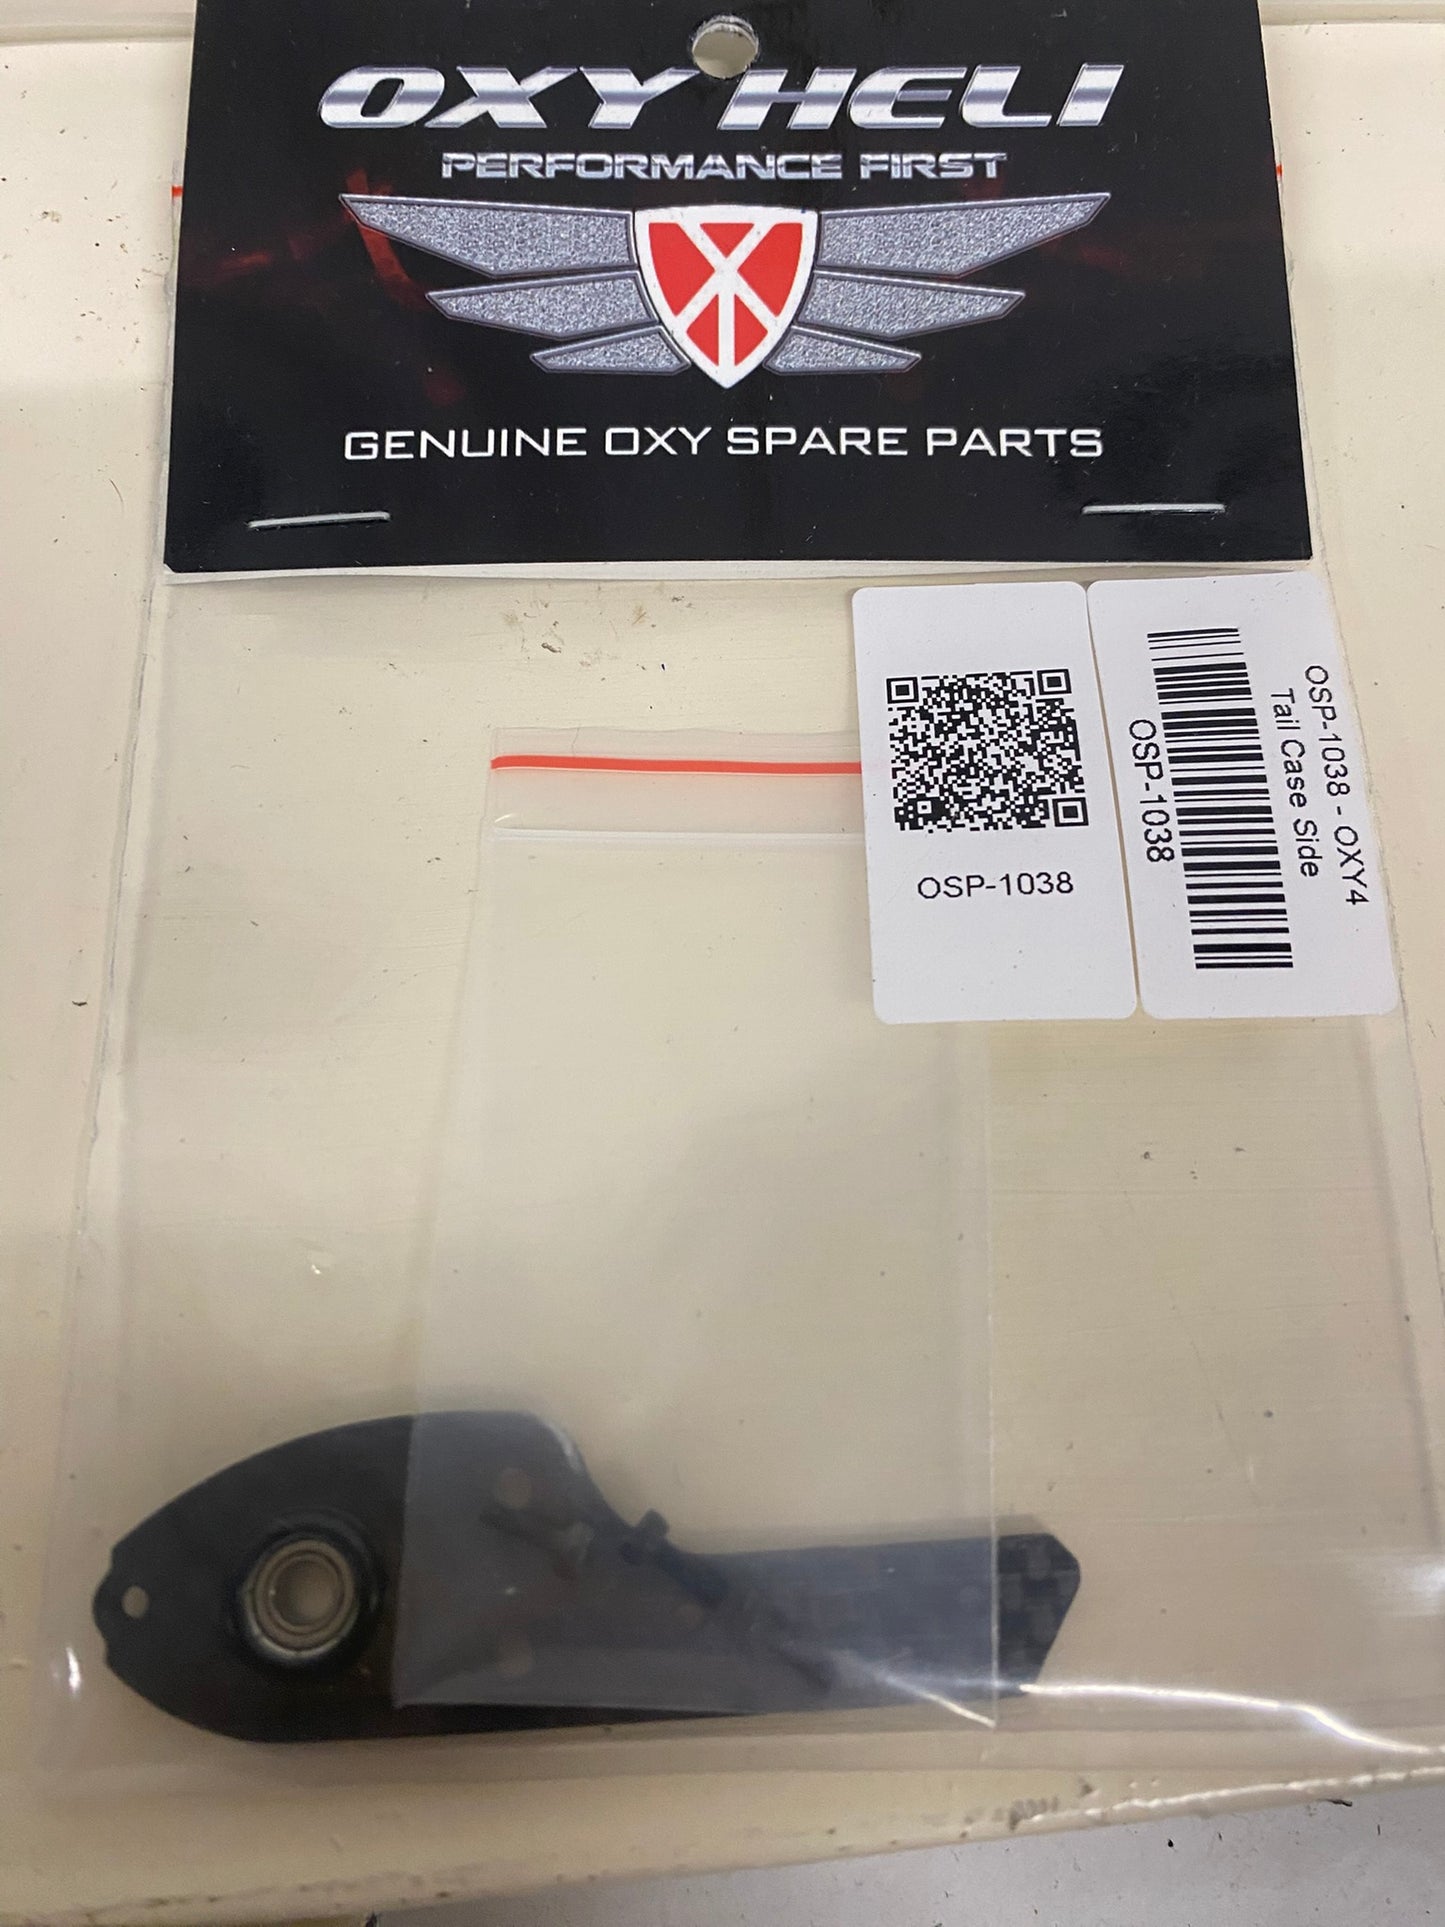 OXY HELI
PERFORMANCE FIRST
GENUINE OXY SPARE PARTS
OSP-1038
OSP-1038 - OXY4
Tail Case Side
OSP-1038